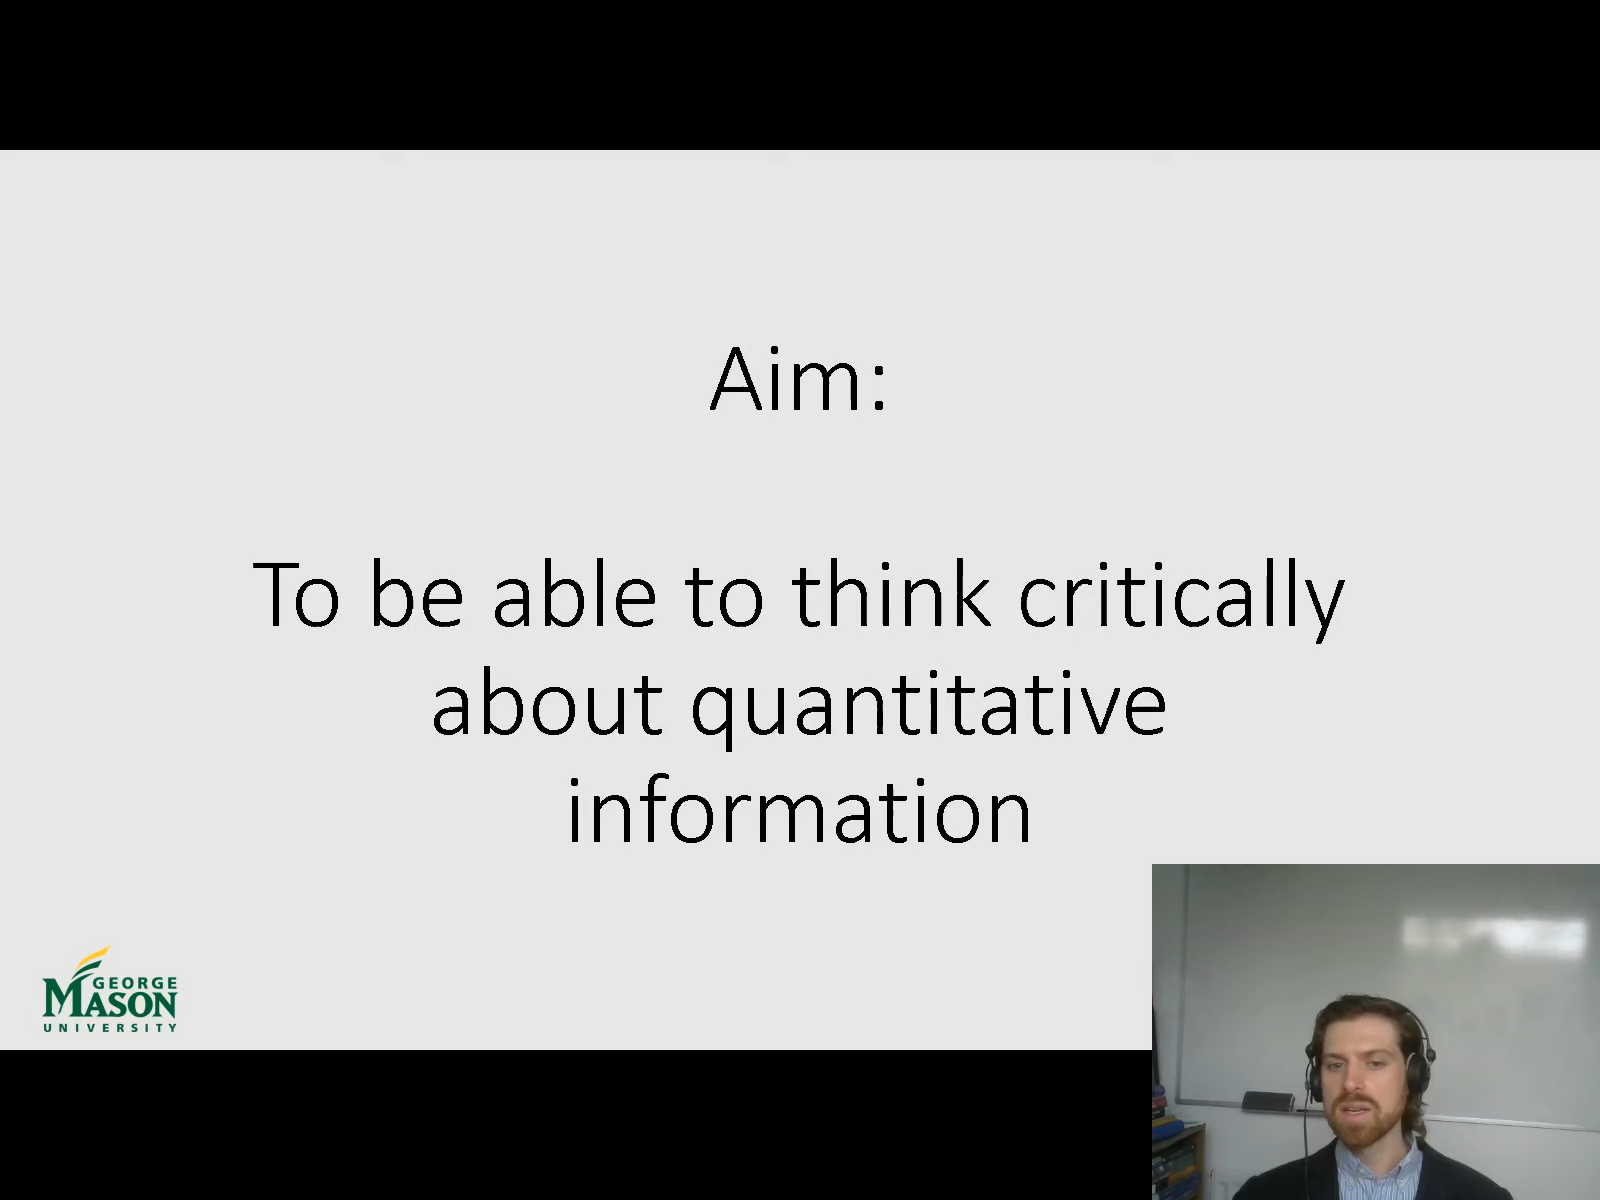 Aim:
To be able to think critically
about quantitative
information
GEORGE
MASON
UNIVERSITY